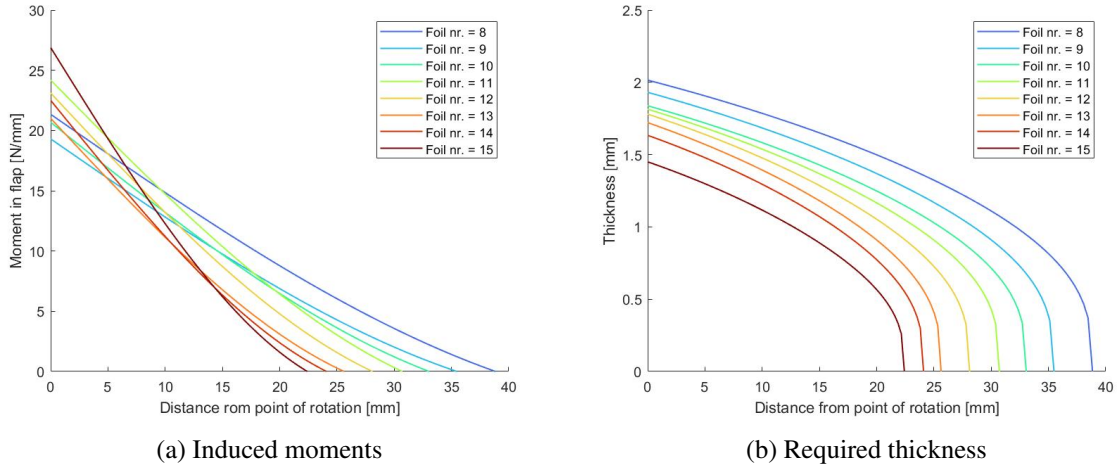 30
25
20
15
10
5
0
Moment in flap [N/mm]
0 5 10 15 20 25 30 35 40
Distance rom point of rotation [mm]
Foil nr. = 8
Foil nr. = 9
Foil nr. = 10
Foil nr. = 11
Foil nr. = 12
Foil nr. = 13
Foil nr. = 14
Foil nr. = 15
(a) Induced moments
2.5
2
1.5
1
0.5
0
Thickness [mm]
0 5 10 15 20 25 30 35 40
Distance from point of rotation [mm]
Foil nr. = 8
Foil nr. = 9
Foil nr. = 10
Foil nr. = 11
Foil nr. = 12
Foil nr. = 13
Foil nr. = 14
Foil nr. = 15
(b) Required thickness